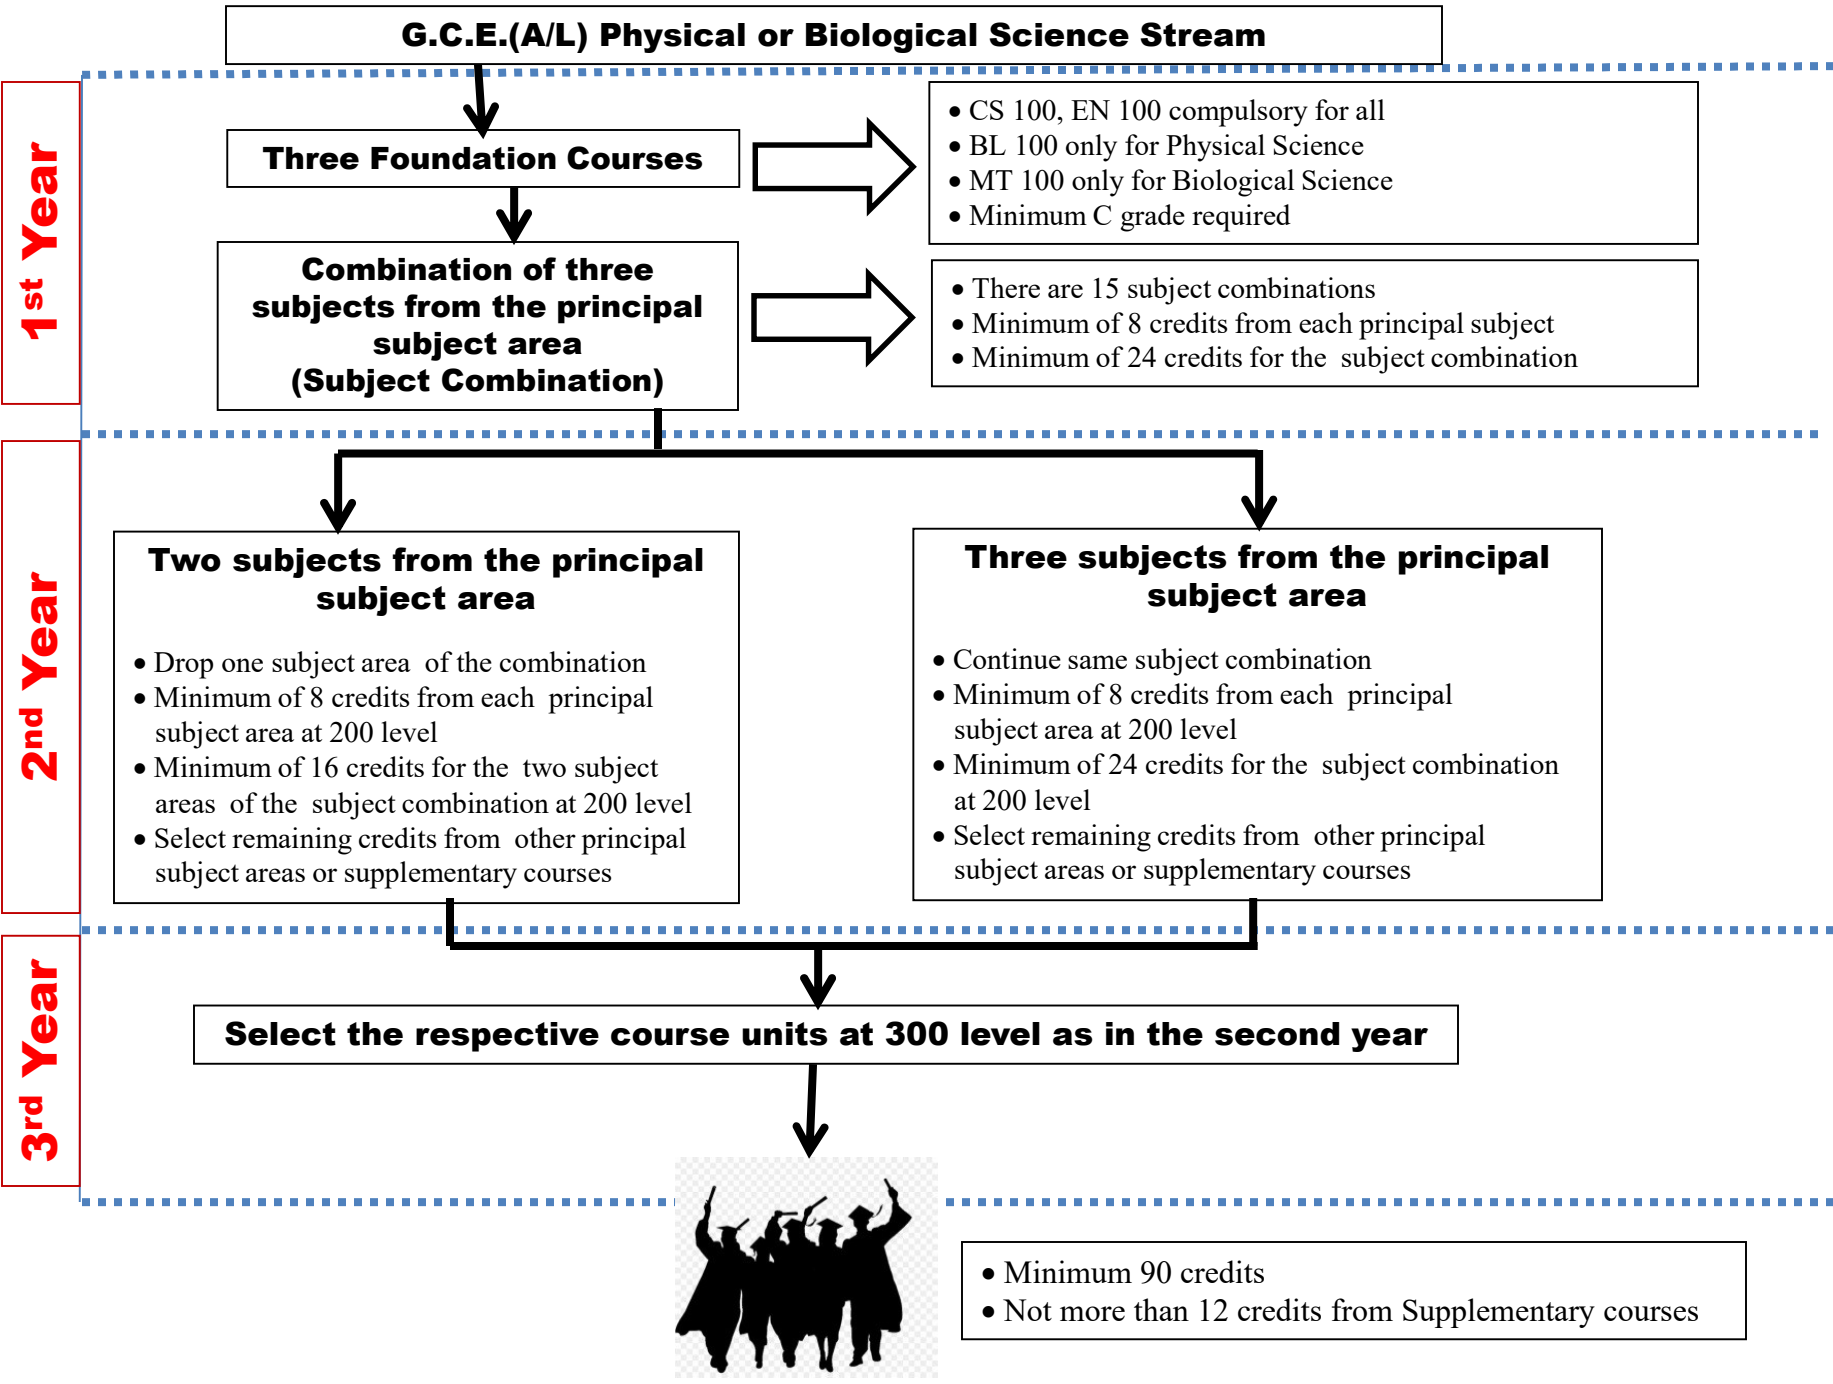 G.C.E.(A/L) Physical or Biological Science Stream
1st Year
Three Foundation Courses
• CS 100, EN 100 compulsory for all
• BL 100 only for Physical Science
• MT 100 only for Biological Science
• Minimum C grade required
Combination of three
subjects from the principal
subject area
(Subject Combination)
• There are 15 subject combinations
• Minimum of 8 credits from each principal subject
• Minimum of 24 credits for the subject combination
2nd Year
Two subjects from the principal
subject area
• Drop one subject area of the combination
• Minimum of 8 credits from each principal
subject area at 200 level
• Minimum of 16 credits for the two subject
areas of the subject combination at 200 level
• Select remaining credits from other principal
subject areas or supplementary courses
Three subjects from the principal
subject area
• Continue same subject combination
• Minimum of 8 credits from each principal
subject area at 200 level
• Minimum of 24 credits for the subject combination
at 200 level
• Select remaining credits from other principal
subject areas or supplementary courses
3rd Year
Select the respective course units at 300 level as in the second year
• Minimum 90 credits
• Not more than 12 credits from Supplementary courses